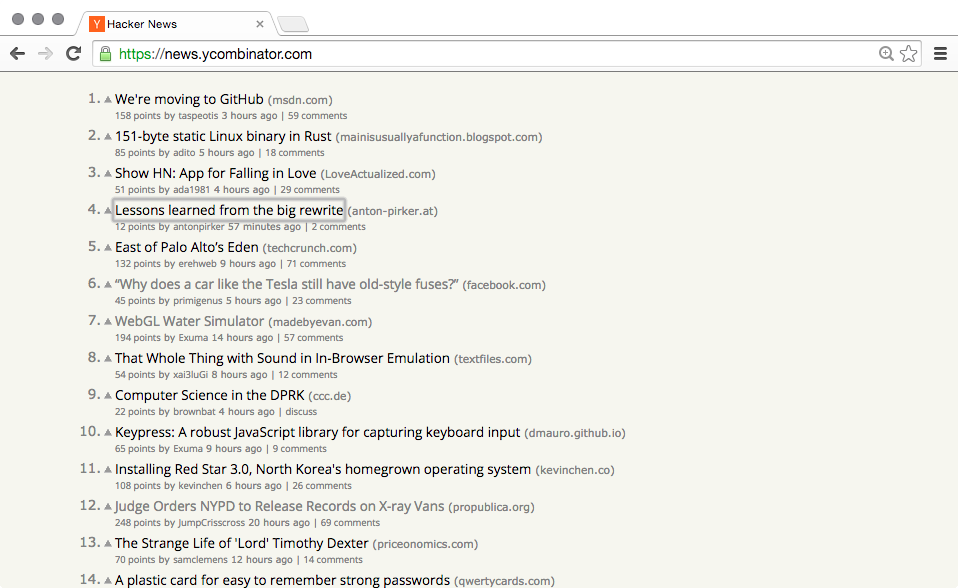 Y Hacker News
https://news.ycombinator.com
1. We're moving to GitHub (msdn.com)
158 points by taspeotis 3 hours ago | 59 comments
2. 151-byte static Linux binary in Rust (mainisusuallyafunction.blogspot.com)
85 points by adito 5 hours ago | 18 comments
3. Show HN: App for Falling in Love (LoveActualized.com)
51 points by ada1981 4 hours ago | 29 comments
4. Lessons learned from the big rewrite (anton-pirker.at)
12 points by antonpirker 57 minutes ago | 2 comments
5. East of Palo Alto’s Eden (techcrunch.com)
132 points by erehweb 9 hours ago | 71 comments
6. “Why does a car like the Tesla still have old-style fuses?” (facebook.com)
45 points by primigenus 5 hours ago | 23 comments
7. WebGL Water Simulator (madebyevan.com)
194 points by Exuma 14 hours ago | 57 comments
8. That Whole Thing with Sound in In-Browser Emulation (textfiles.com)
54 points by xai3luGi 8 hours ago | 12 comments
9. Computer Science in the DPRK (ccc.de)
22 points by brownbat 4 hours ago | discuss
10. Keypress: A robust JavaScript library for capturing keyboard input (dmauro.github.io)
65 points by Exuma 9 hours ago | 9 comments
11. Installing Red Star 3.0, North Korea's homegrown operating system (kevinchen.co)
108 points by kevinchen 6 hours ago | 26 comments
12. Judge Orders NYPD to Release Records on X-ray Vans (propublica.org)
248 points by JumpCrisscross 20 hours ago | 69 comments
13. The Strange Life of 'Lord' Timothy Dexter (priceonomics.com)
70 points by samclemens 12 hours ago | 14 comments
14. A plastic card for easy to remember strong passwords (qwertycards.com)